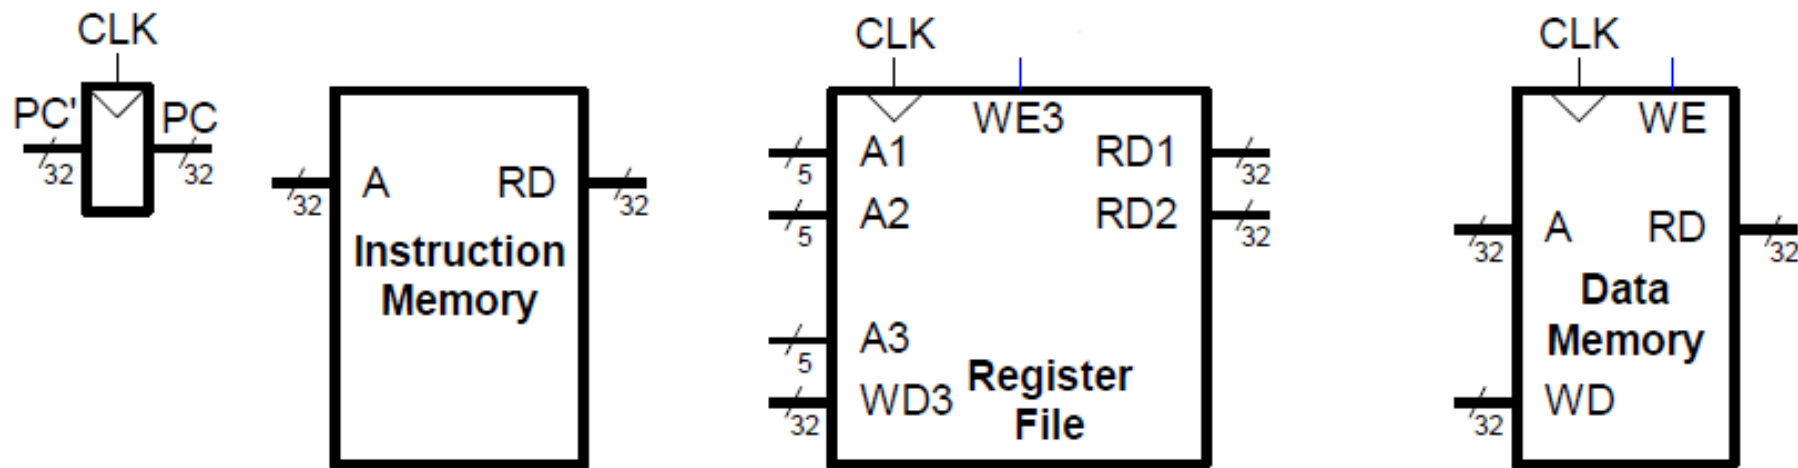 CLK
PC'
PC
32
32
A
RD
32
32
Instruction
Memory
CLK
WE3
A1
RD1
5
32
A2
RD2
5
32
A3
5
WD3
32
Register
File
CLK
WE
A
RD
32
32
Data
Memory
WD
32